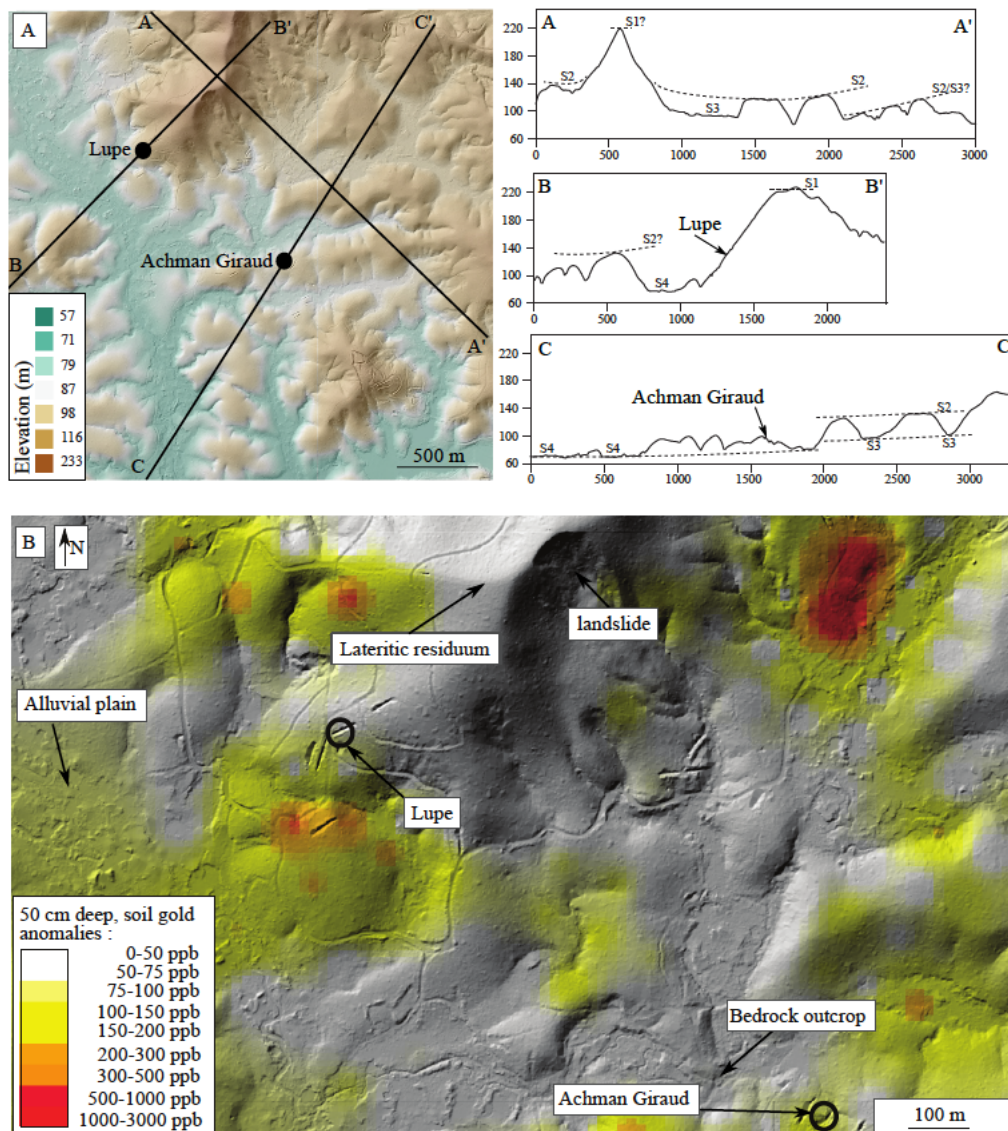 A
A
B'
C'
Lupe
Achman Giraud
B
A'
C
Elevation (m)
57
71
79
87
98
116
233
500 m
A
A'
220
180
140
100
60
S1?
S2
S3
S2
S2/S3?
0
500
1000
1500
2000
2500
3000
B
B'
220
180
140
100
60
S1
Lupe
S2?
S4
0
500
1000
1500
2000
C
C
220
180
140
100
60
Achman Giraud
S4
S4
S2
S3
S3
0
500
1000
1500
2000
2500
3000
B
N
landslide
Lateritic residuum
Alluvial plain
Lupe
50 cm deep, soil gold
anomalies :
0-50 ppb
50-75 ppb
75-100 ppb
100-150 ppb
150-200 ppb
200-300 ppb
300-500 ppb
500-1000 ppb
1000-3000 ppb
Bedrock outcrop
Achman Giraud
100 m